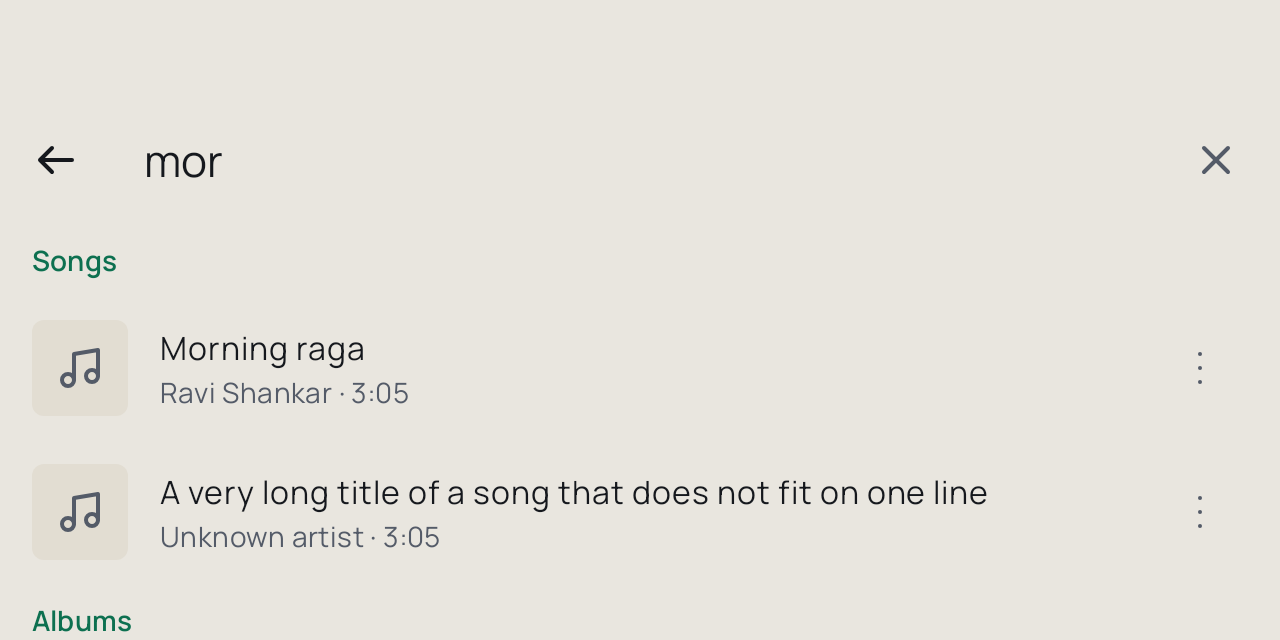 mor
Songs
Morning raga
Ravi Shankar · 3:05
A very long title of a song that does not fit on one line
Unknown artist · 3:05
Albums